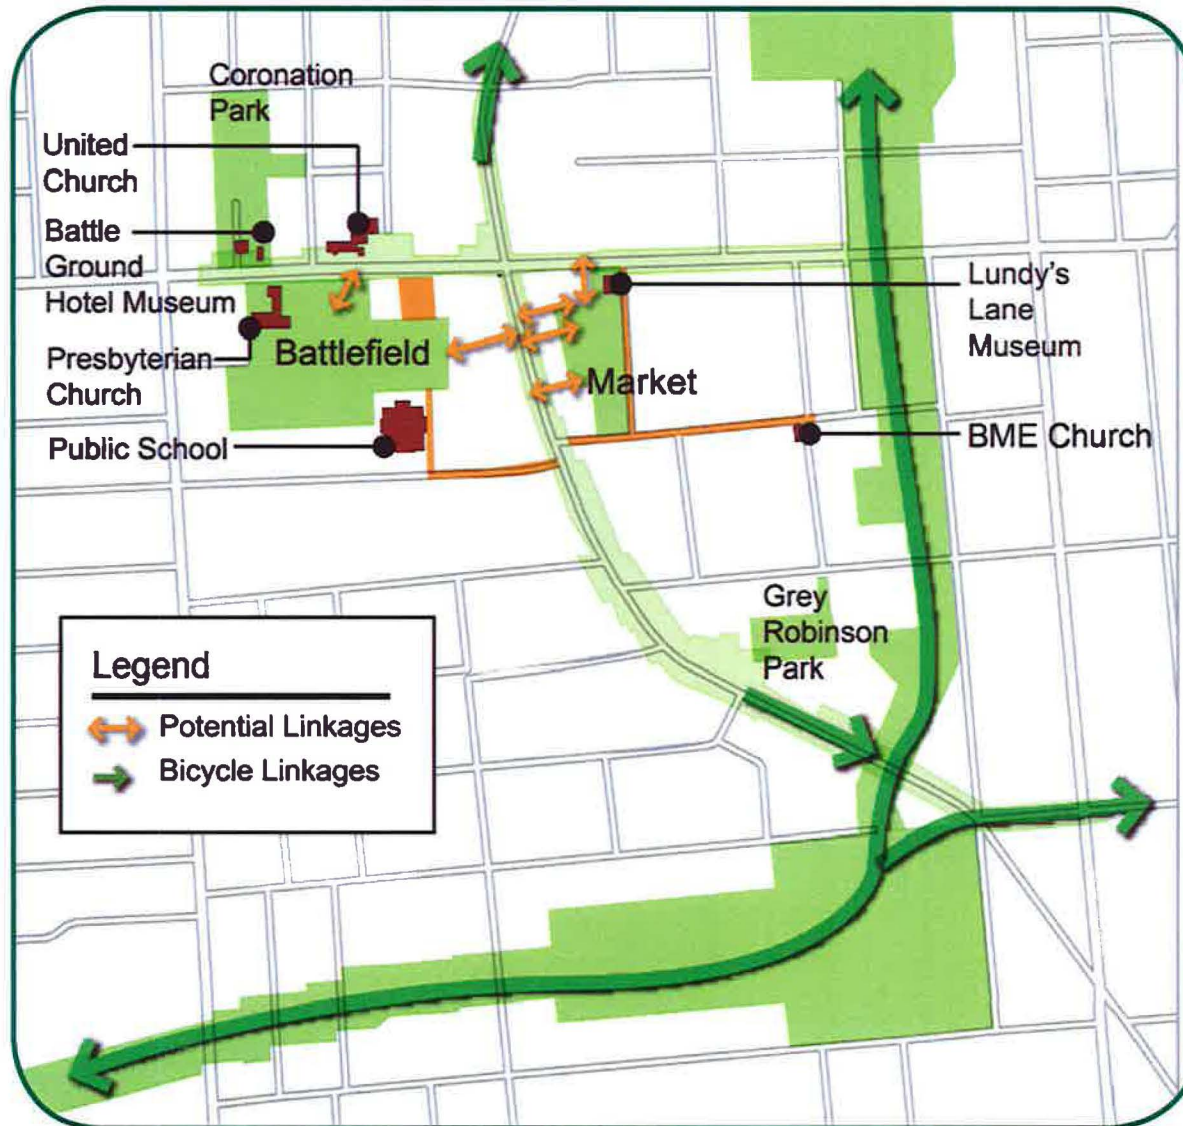 Coronation
Park
United
Church
Battle
Ground
Hotel Museum
Presbyterian
Church
Public School
Battlefield
Market
Lundy's
Lane
Museum
BME Church
Grey
Robinson
Park
Legend
Potential Linkages
Bicycle Linkages